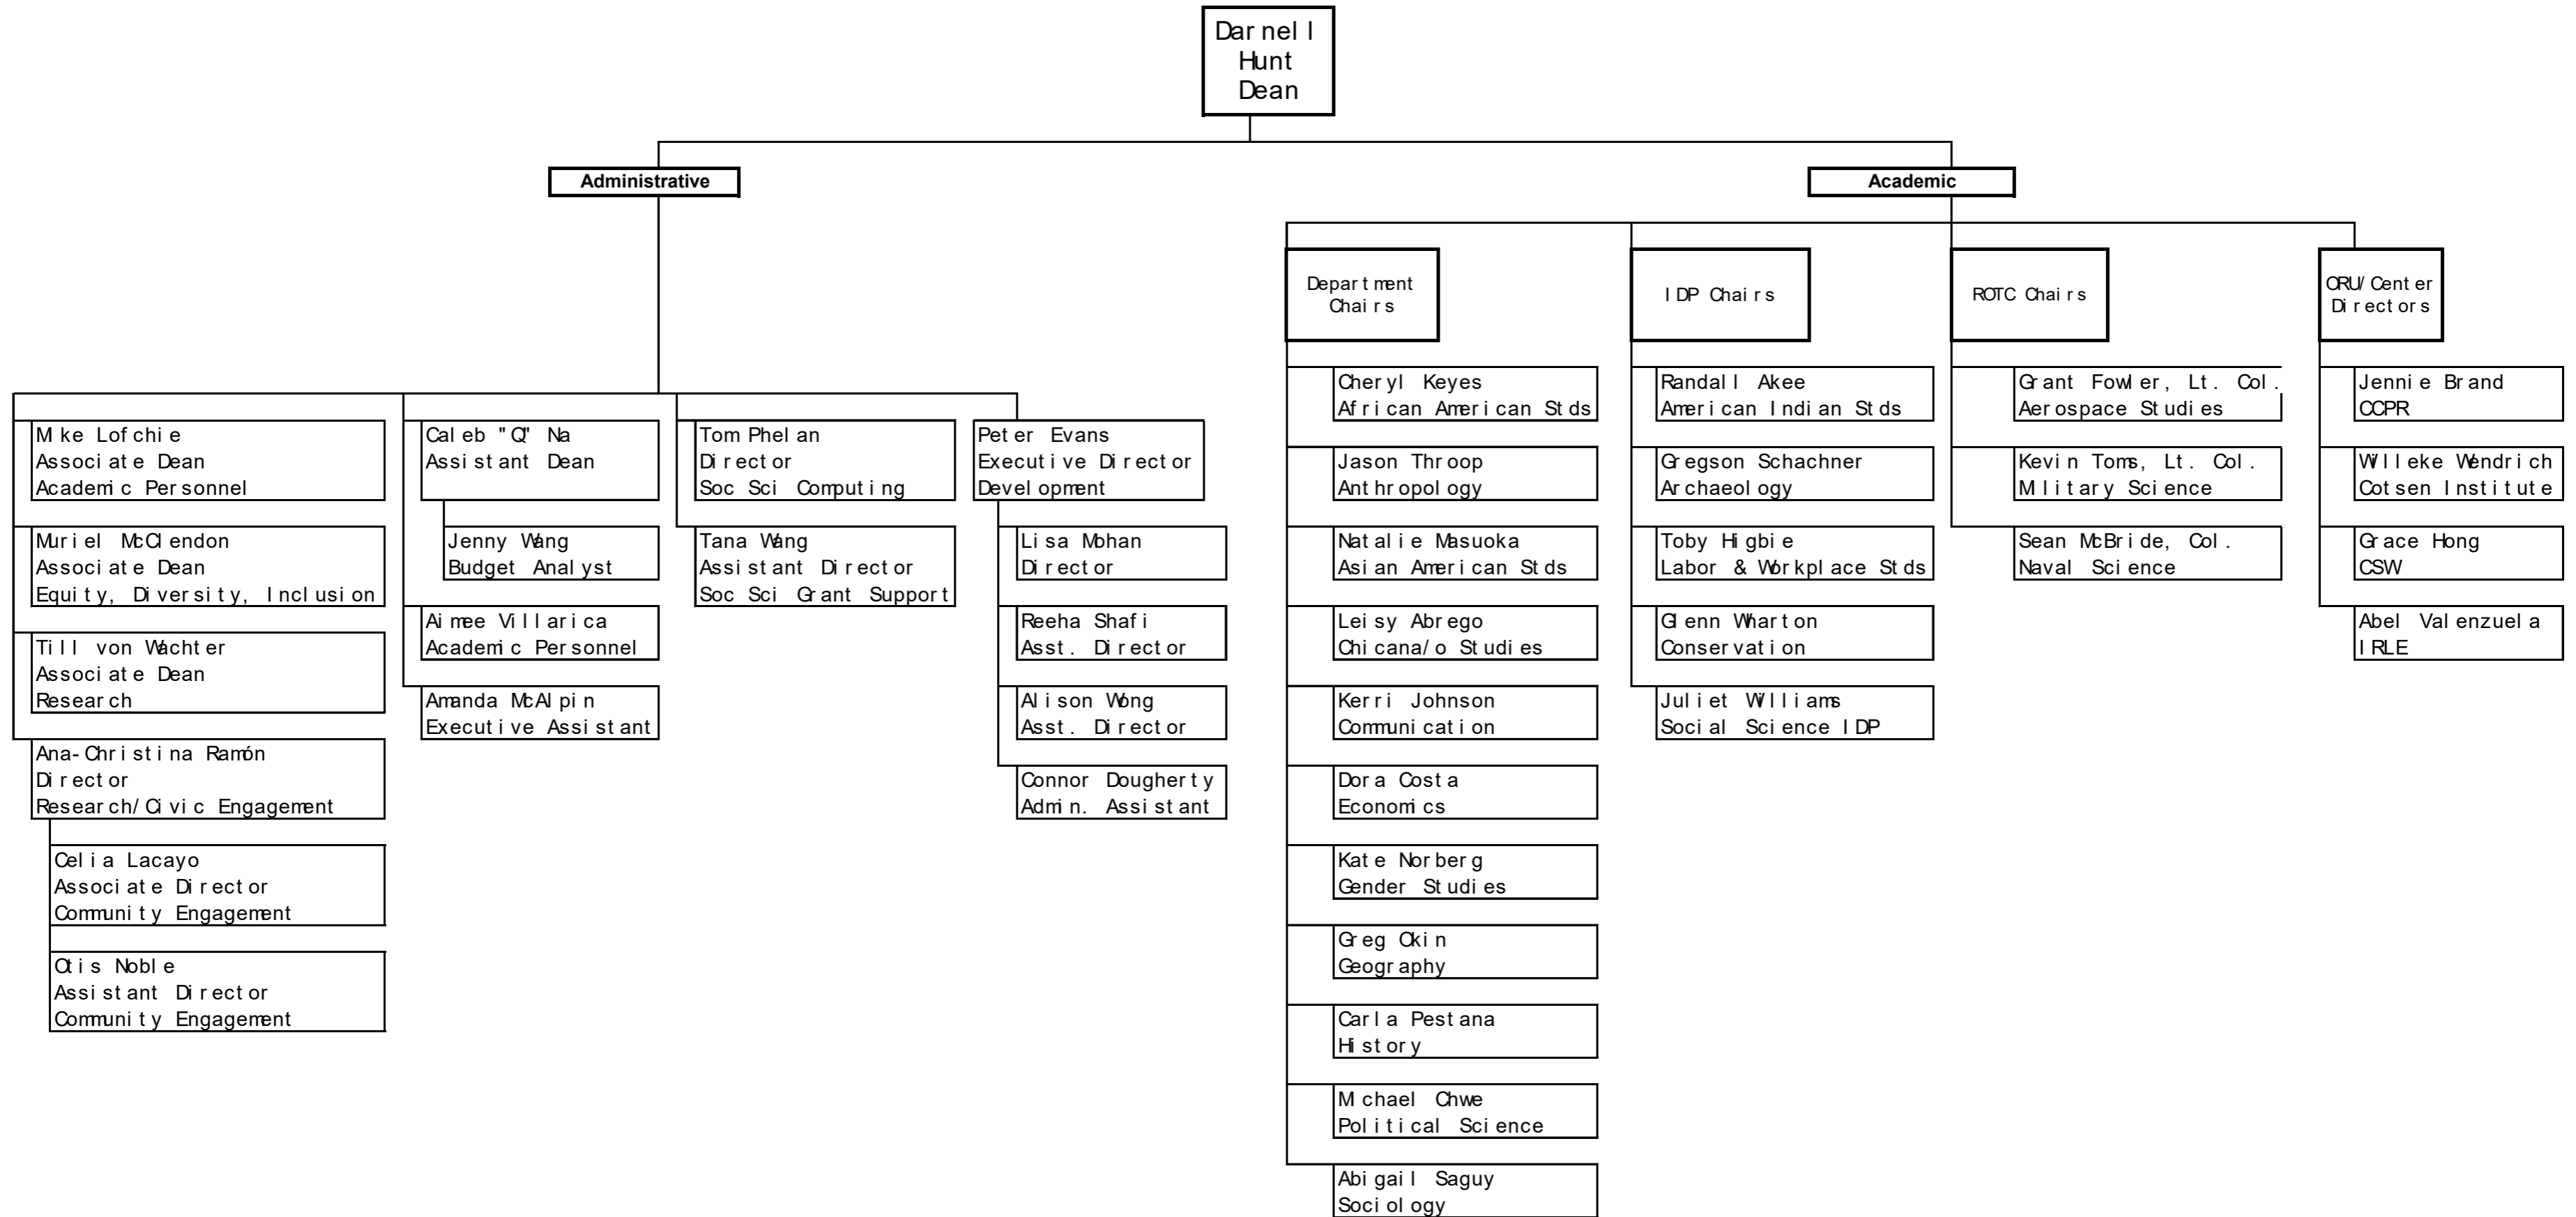 Darnell
Hunt
Dean
Administrative
Academic
Department
Chairs
IDP Chairs
ROTC Chairs
ORU/Center
Directors
Mike Lofchie
Associate Dean
Academic Personnel
Muriel McClendon
Associate Dean
Equity, Diversity, Inclusion
Till von Wachter
Associate Dean
Research
Ana-Christina Ramón
Director
Research/Civic Engagement
Celia Lacayo
Associate Director
Community Engagement
Otis Noble
Assistant Director
Community Engagement
Caleb "Q" Na
Assistant Dean
Jenny Wang
Budget Analyst
Aimee Villarica
Academic Personnel
Amanda McAlpin
Executive Assistant
Tom Phelan
Director
Soc Sci Computing
Tana Wang
Assistant Director
Soc Sci Grant Support
Peter Evans
Executive Director
Development
Lisa Mohan
Director
Reeha Shafi
Asst. Director
Alison Wong
Asst. Director
Connor Dougherty
Admin. Assistant
Cheryl Keyes
African American Stds
Jason Throop
Anthropology
Natalie Masuoka
Asian American Stds
Leisy Abrego
Chicana/o Studies
Kerri Johnson
Communication
Dora Costa
Economics
Kate Norberg
Gender Studies
Greg Okin
Geography
Carla Pestana
History
Michael Chwe
Political Science
Abigail Saguy
Sociology
Randall Akee
American Indian Stds
Gregson Schachner
Archaeology
Toby Higbie
Labor & Workplace Stds
Glenn Wharton
Conservation
Juliet Williams
Social Science IDP
Grant Fowler, Lt. Col.
Aerospace Studies
Kevin Toms, Lt. Col.
Military Science
Sean McBride, Col.
Naval Science
Jennie Brand
CCPR
Willeke Wendrich
Cotsen Institute
Grace Hong
CSW
Abel Valenzuela
IRLE